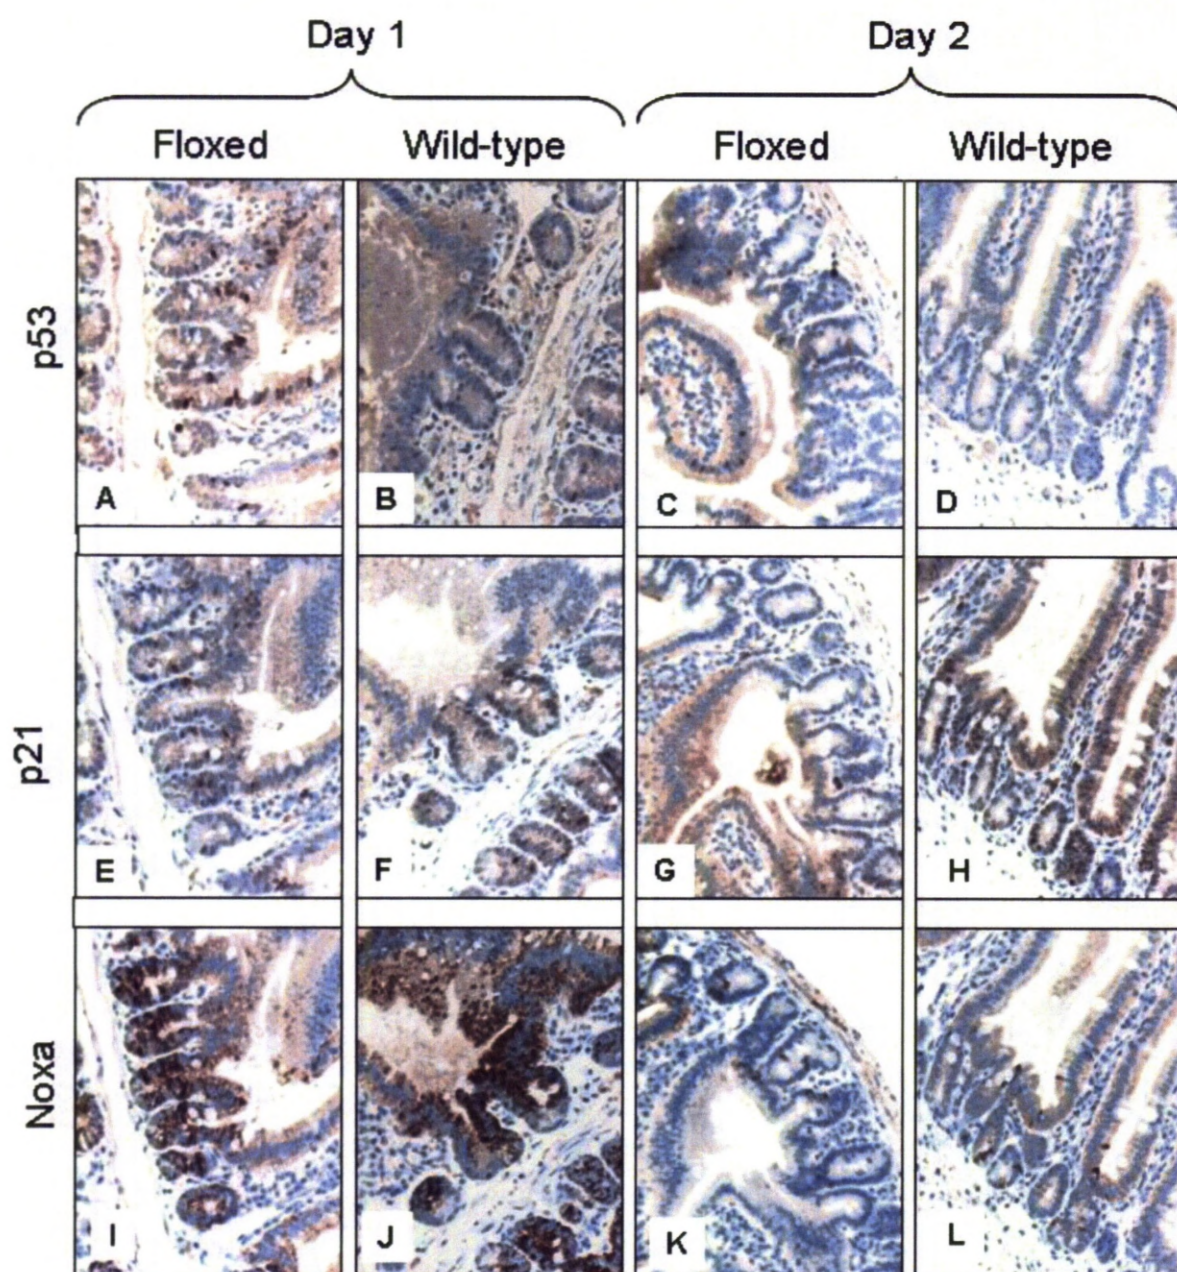 Day 1 Day 2
Floxed Wild-type Floxed Wild-type
p53
A B C D
p21
E F G H
Noxa
I J K L